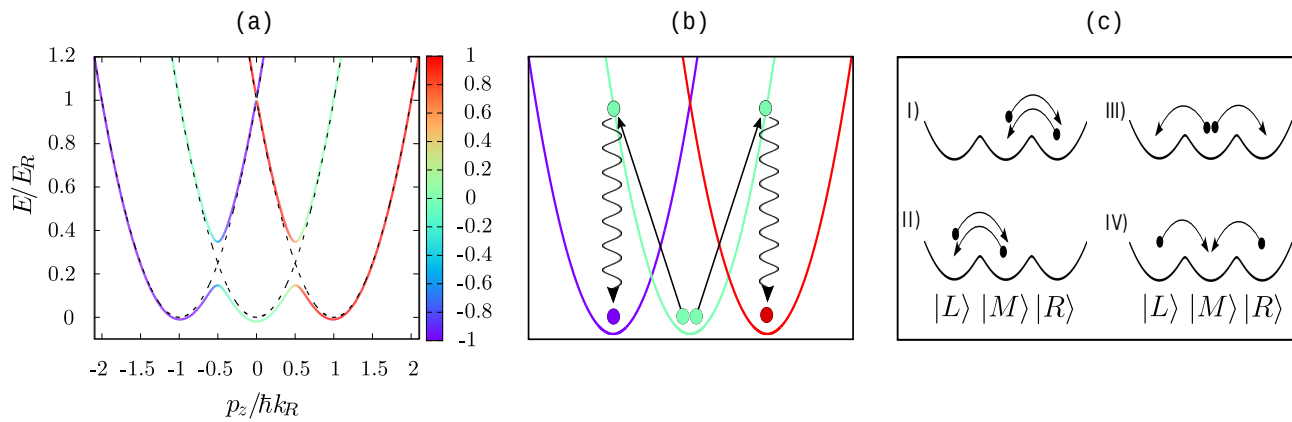 (a)
(b)
(c)
E/E_R
1.2
1
0.8
0.6
0.4
0.2
0
-2
-1.5
-1
-0.5
0
0.5
1
1.5
2
p_z/ℏk_R
1
0.8
0.6
0.4
0.2
0
-0.2
-0.4
-0.6
-0.8
-1
I)
III)
II)
IV)
|L⟩ |M⟩ |R⟩
|L⟩ |M⟩ |R⟩